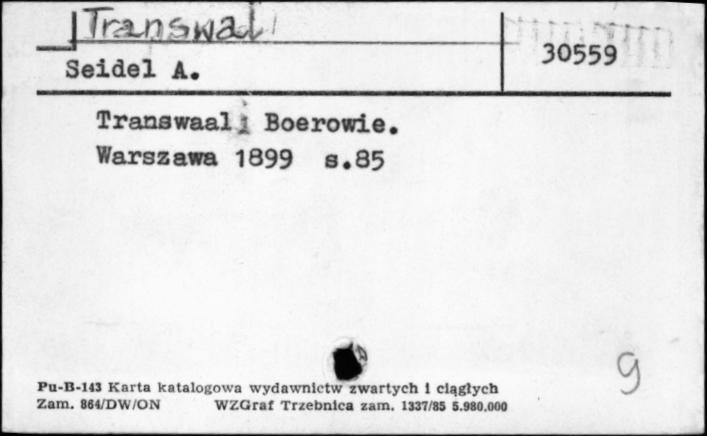 Transwal
30559
Seidel A.
Transwaal i Boerowie.
Warszawa 1899 s.85
9
Pu-B-143 Karta katalogowa wydawnictw zwartych i ciągłych
Zam. 864/DW/ON WZGraf Trzebnica zam. 1337/85 5.980.000